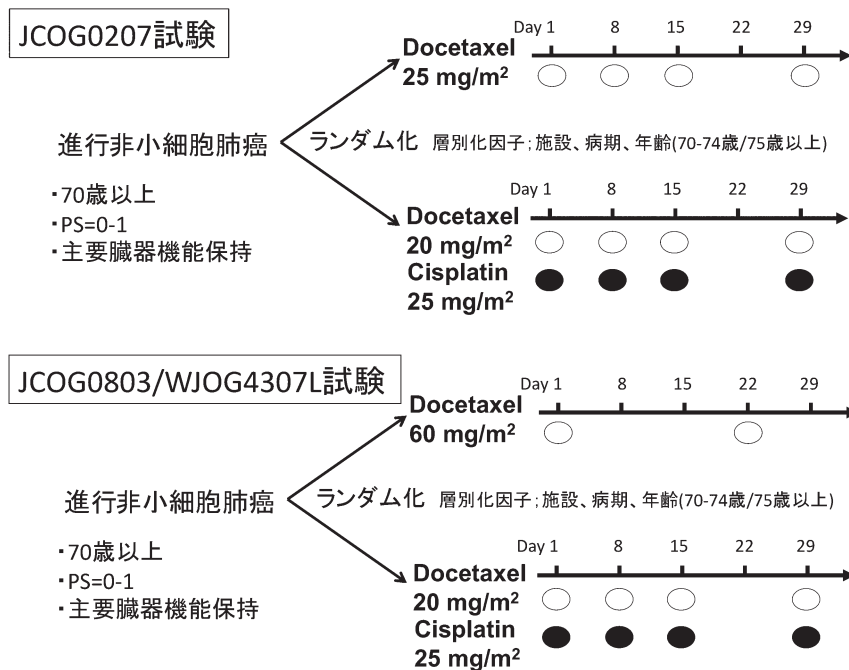 JCOG0207試験
Day 1 8 15 22 29
Docetaxel
25 mg/m²
進行非小細胞肺癌
ランダム化 層別化因子;施設、病期、年齢(70-74歳/75歳以上)
・70歳以上
・PS=0-1
・主要臓器機能保持
Day 1 8 15 22 29
Docetaxel
20 mg/m²
Cisplatin
25 mg/m²
JCOG0803/WJOG4307L試験
Day 1 8 15 22 29
Docetaxel
60 mg/m²
進行非小細胞肺癌
ランダム化 層別化因子;施設、病期、年齢(70-74歳/75歳以上)
・70歳以上
・PS=0-1
・主要臓器機能保持
Day 1 8 15 22 29
Docetaxel
20 mg/m²
Cisplatin
25 mg/m²